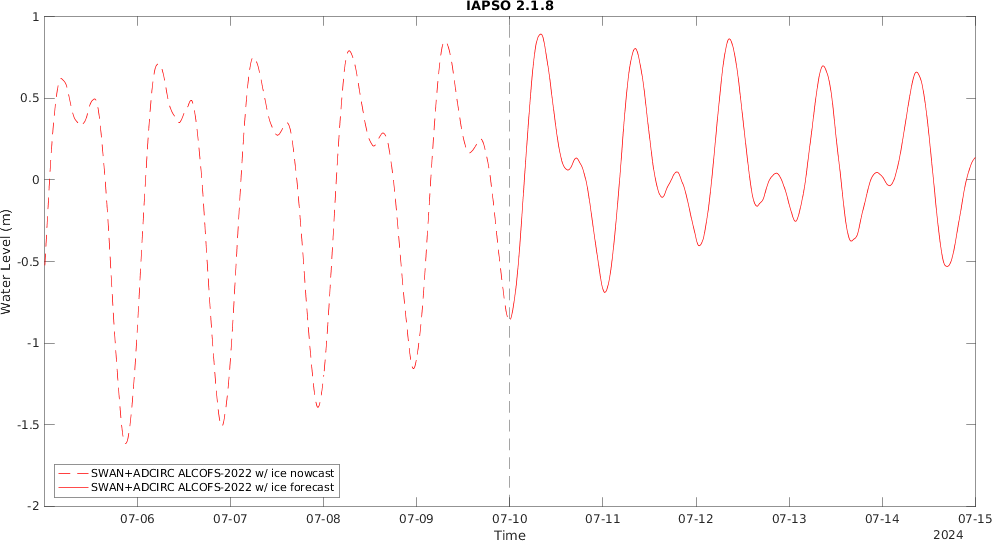 IAPSO 2.1.8
Water Level (m)
1
0.5
0
-0.5
-1
-1.5
-2
SWAN+ADCIRC ALCOFS-2022 w/ ice nowcast
SWAN+ADCIRC ALCOFS-2022 w/ ice forecast
07-06 07-07 07-08 07-09 07-10 07-11 07-12 07-13 07-14 07-15
Time
2024